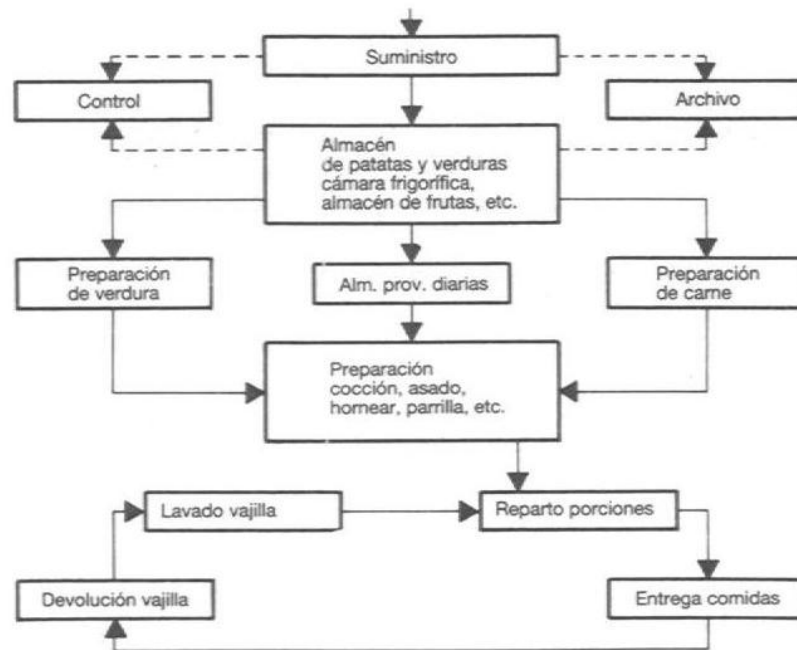 Suministro
Control
Archivo
Almacén
de patatas y verduras
cámara frigorífica,
almacén de frutas, etc.
Preparación
de verdura
Alm. prov. diarias
Preparación
de carne
Preparación
cocción, asado,
hornear, parrilla, etc.
Lavado vajilla
Reparto porciones
Devolución vajilla
Entrega comidas